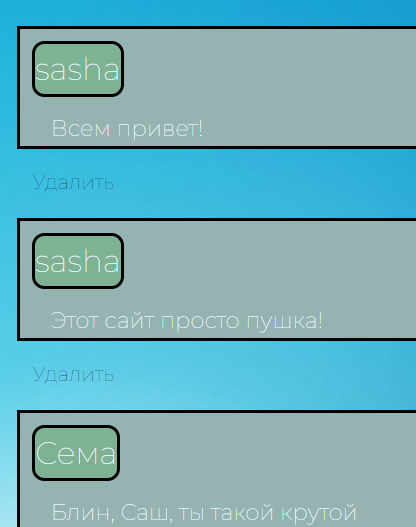 sasha
Всем привет!
Удалить
sasha
Этот сайт просто пушка!
Удалить
Сема
Блин, Саш, ты такой крутой